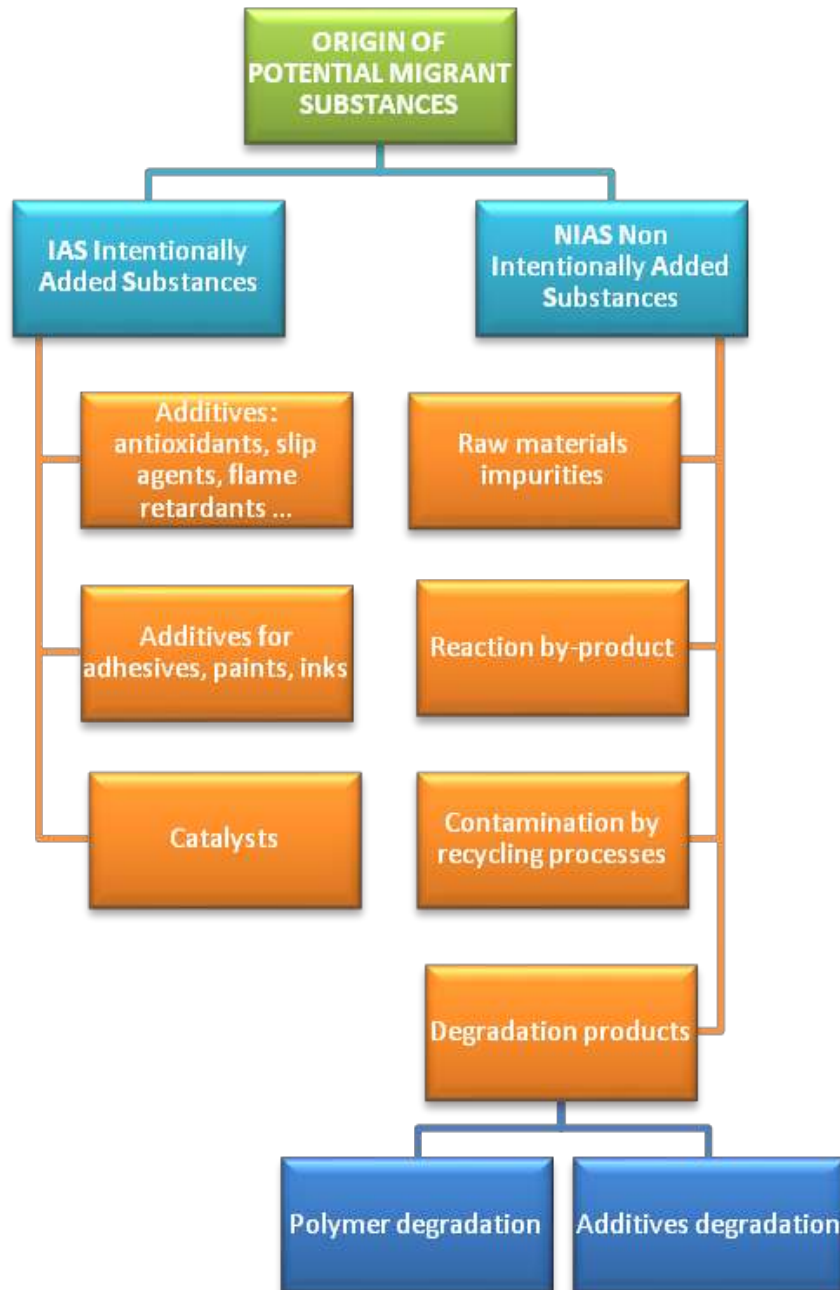 ORIGIN OF
POTENTIAL MIGRANT
SUBSTANCES
IAS Intentionally
Added Substances
NIAS Non
Intentionally Added
Substances
Additives:
antioxidants, slip
agents, flame
retardants ...
Additives for
adhesives, paints, inks
Catalysts
Raw materials
impurities
Reaction by-product
Contamination by
recycling processes
Degradation products
Polymer degradation
Additives degradation